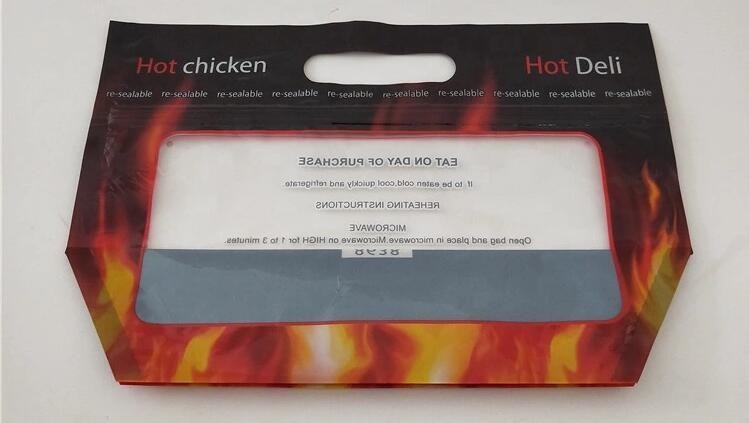 Hot chicken
Hot Deli
re-sealable re-sealable re-sealable re-sealable re-sealable re-sealable re-sealable re-sealable re-sealable re-sealable
EAT ON DAY OF PURCHASE
If to be eaten cold,cool quickly and refrigerate
REHEATING INSTRUCTIONS
MICROWAVE
Open bag and place in microwave.Microwave on HIGH for 1 to 3 minutes.